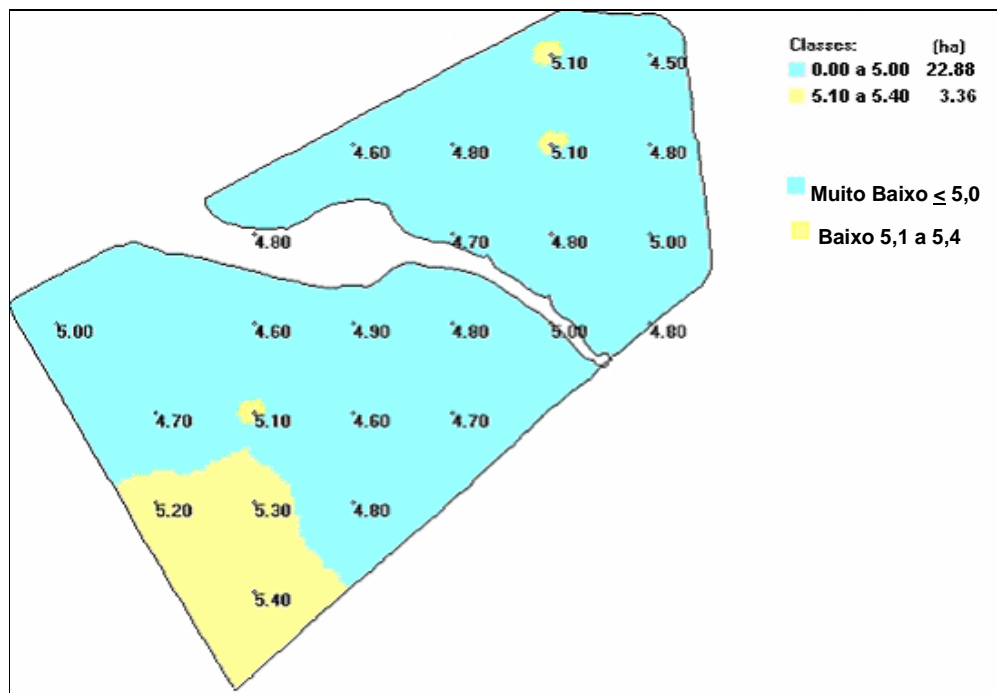 Classes: (ha)
0.00 a 5.00 22.88
5.10 a 5.40 3.36
Muito Baixo ≤ 5,0
Baixo 5,1 a 5,4
5.10 4.50
4.60 4.80 5.10 4.80
4.80 4.70 4.80 5.00
5.00 4.60 4.90 4.80 5.00 4.80
4.70 5.10 4.60 4.70
5.20 5.30 4.80
5.40